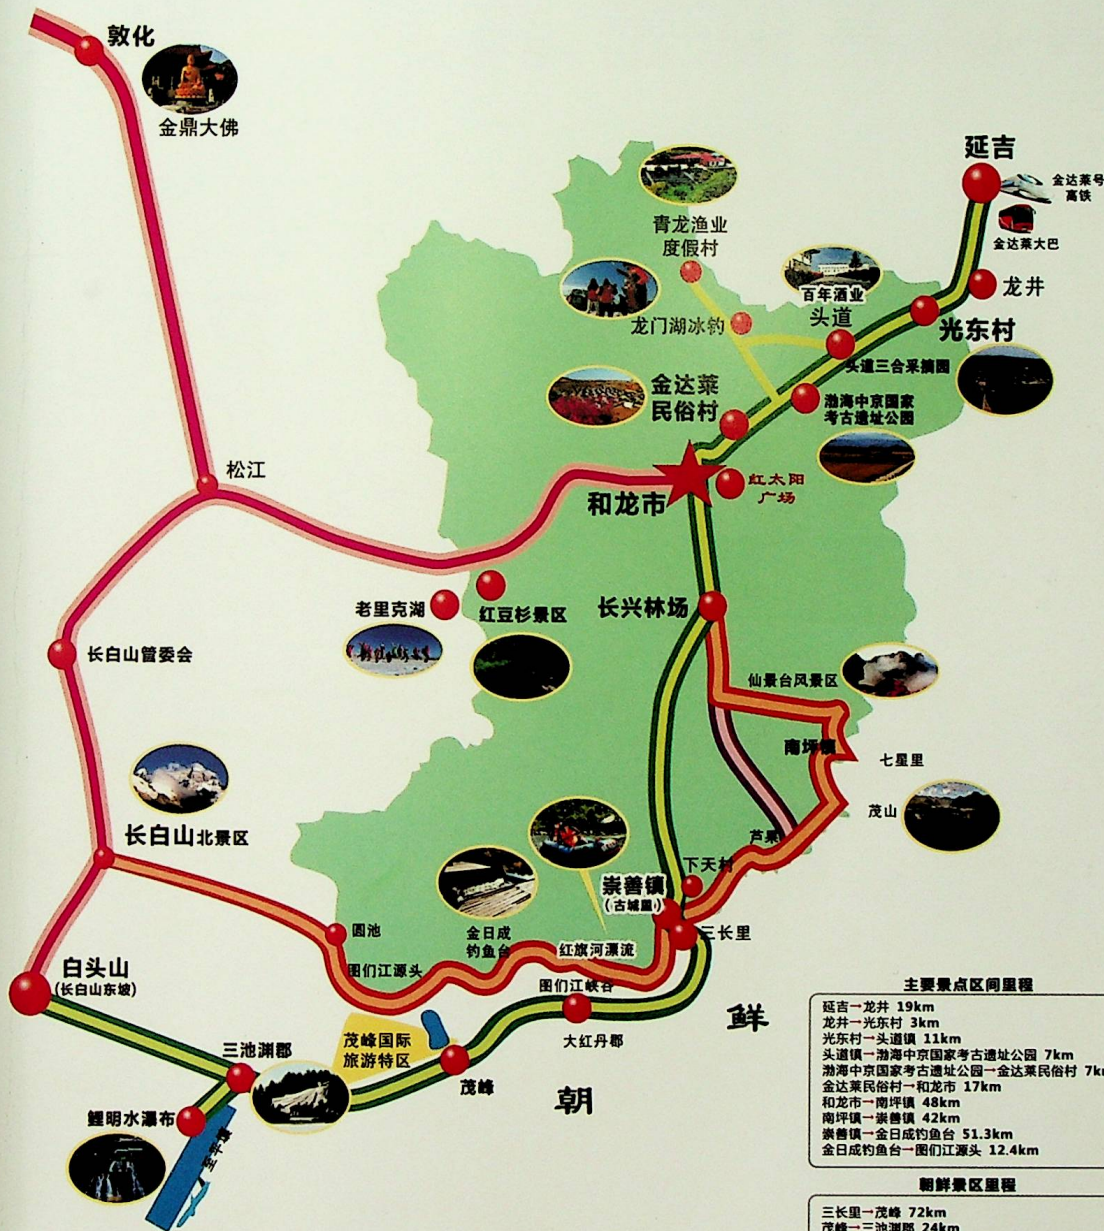 敦化
金鼎大佛
延吉
金达莱号
高铁
金达莱大巴
青龙渔业
度假村
百年酒业
头道
龙井
龙门湖冰钓
光东村
头道三合采摘园
金达莱
民俗村
渤海中京国家
考古遗址公园
松江
和龙市
红太阳
广场
老里克湖
红豆杉景区
长兴林场
长白山管委会
仙景台风景区
南坪镇
七星里
茂山
长白山北景区
芦果
下天村
崇善镇
(古城里)
三长里
圆池
金日成
钓鱼台
红旗河漂流
图们江源头
图们江峡谷
白头山
(长白山东坡)
鲜
大红丹郡
茂峰国际
旅游特区
三池渊郡
茂峰
朝
鲤明水瀑布
至平壤
主要景点区间里程
延吉→龙井 19km
龙井→光东村 3km
光东村→头道镇 11km
头道镇→渤海中京国家考古遗址公园 7km
渤海中京国家考古遗址公园→金达莱民俗村 7km
金达莱民俗村→和龙市 17km
和龙市→南坪镇 48km
南坪镇→崇善镇 42km
崇善镇→金日成钓鱼台 51.3km
金日成钓鱼台→图们江源头 12.4km
朝鲜景区里程
三长里→茂峰 72km
茂峰→三池渊郡 24km